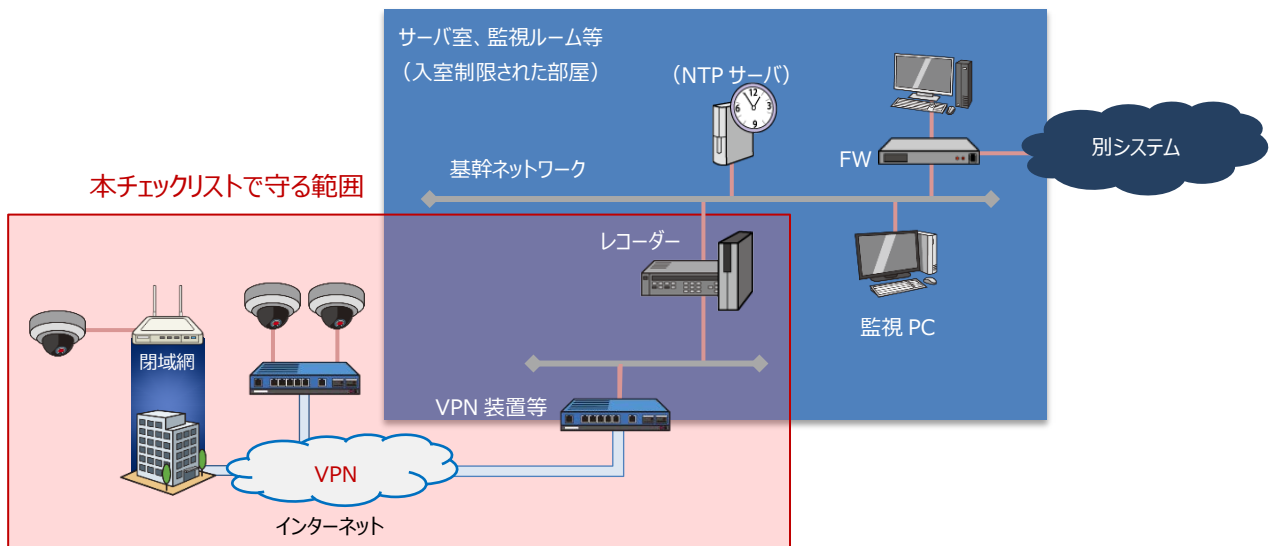 サーバ室、監視ルーム等
（入室制限された部屋）
（NTP サーバ）
FW
別システム
基幹ネットワーク
本チェックリストで守る範囲
レコーダー
監視 PC
閉域網
VPN 装置等
VPN
インターネット